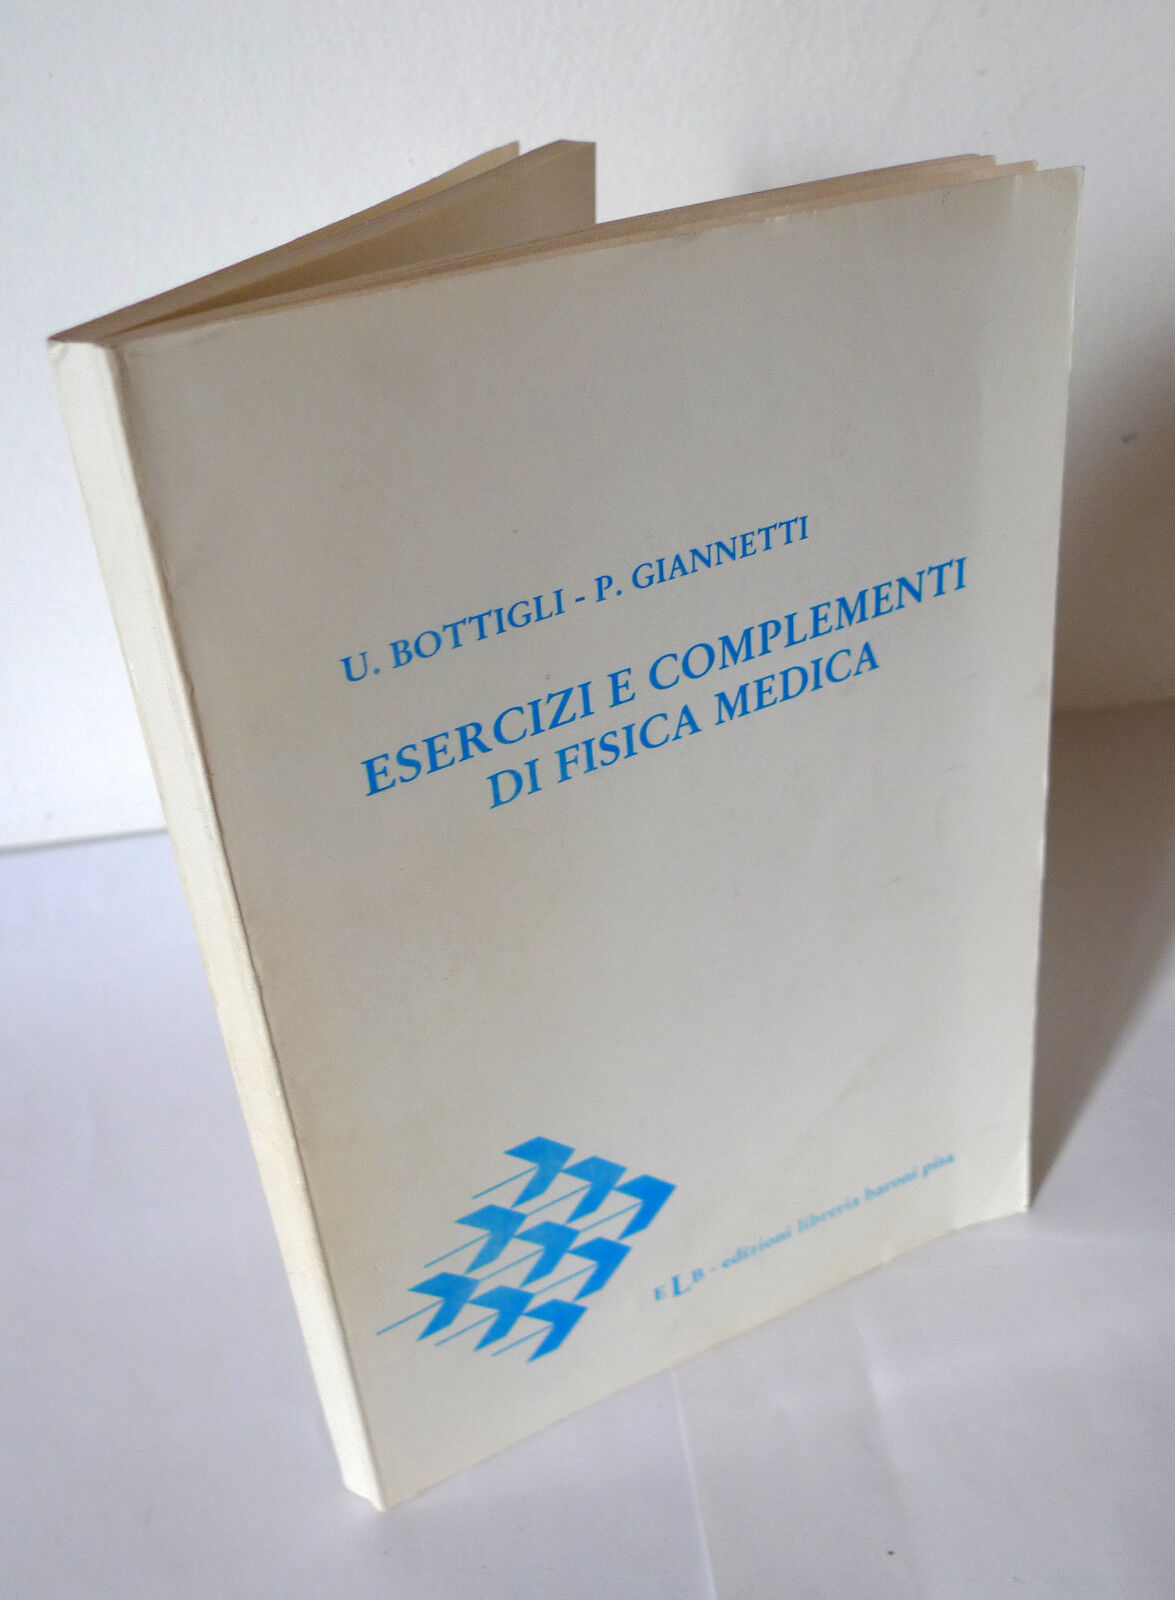 U. BOTTIGLI - P. GIANNETTI
ESERCIZI E COMPLEMENTI
DI FISICA MEDICA
ELB - edizioni libreria baroni pisa